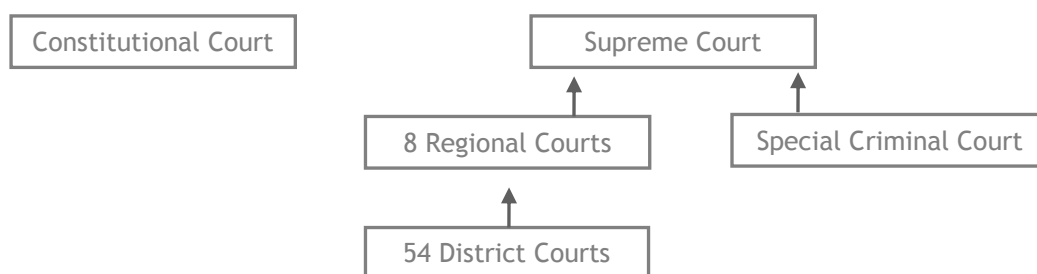 Constitutional Court
Supreme Court
8 Regional Courts
Special Criminal Court
54 District Courts